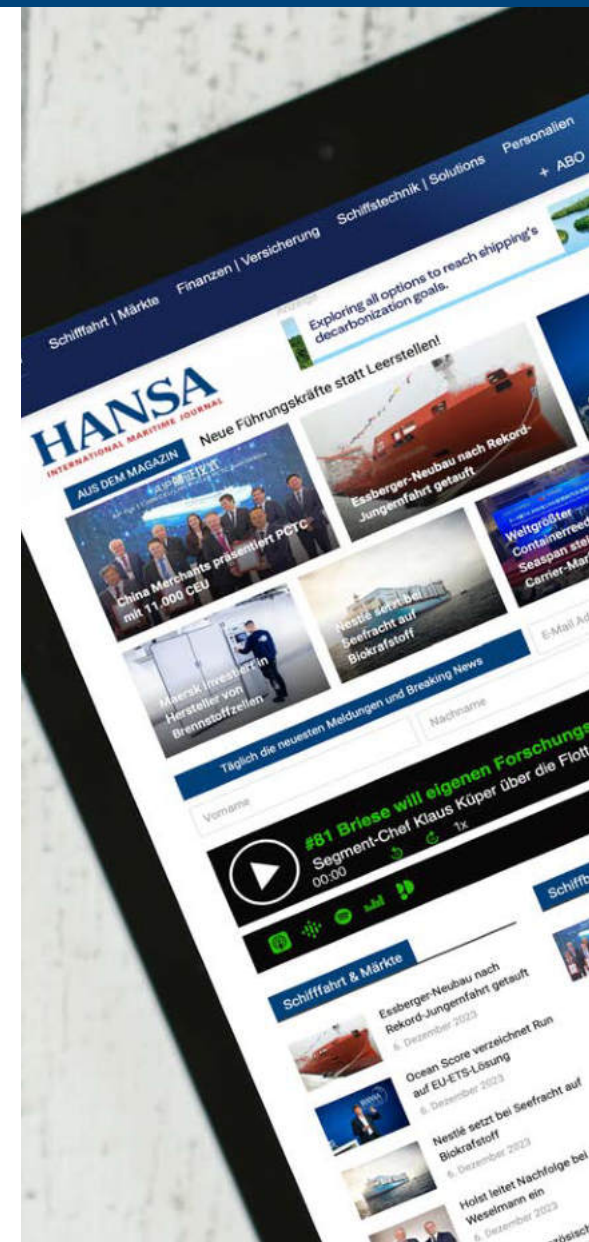 Schifffahrt | Märkte
Finanzen | Versicherung
Schiffstechnik | Solutions
Personalien
+ ABO
Anzeige
Exploring all options to reach shipping's
decarbonization goals.
HANSA
INTERNATIONAL MARITIME JOURNAL
AUS DEM MAGAZIN
Neue Führungskräfte statt Leerstellen!
China Merchants präsentiert PCTC
mit 11.000 CEU
Essberger-Neubau nach Rekord-
Jungfernfahrt getauft
Maersk investiert in
Hersteller von
Brennstoffzellen
Nestlé setzt bei
Seefracht auf
Biokraftstoff
Weltgrößter
Seaspan
Täglich die neuesten Meldungen und Breaking News
E-Mail
Vorname
Nachname
#81 Briese will eigenen
Segment-Chef Klaus Küper über die
00:00
1x
Schifffahrt & Märkte
Essberger-Neubau nach
Rekord-Jungfernfahrt getauft
6. Dezember 2023
Ocean Score verzeichnet Run
auf EU-ETS-Lösung
6. Dezember 2023
Nestlé setzt bei Seefracht auf
Biokraftstoff
6. Dezember 2023
Holst leitet Nachfolge bei
Weselmann ein
6. Dezember 2023